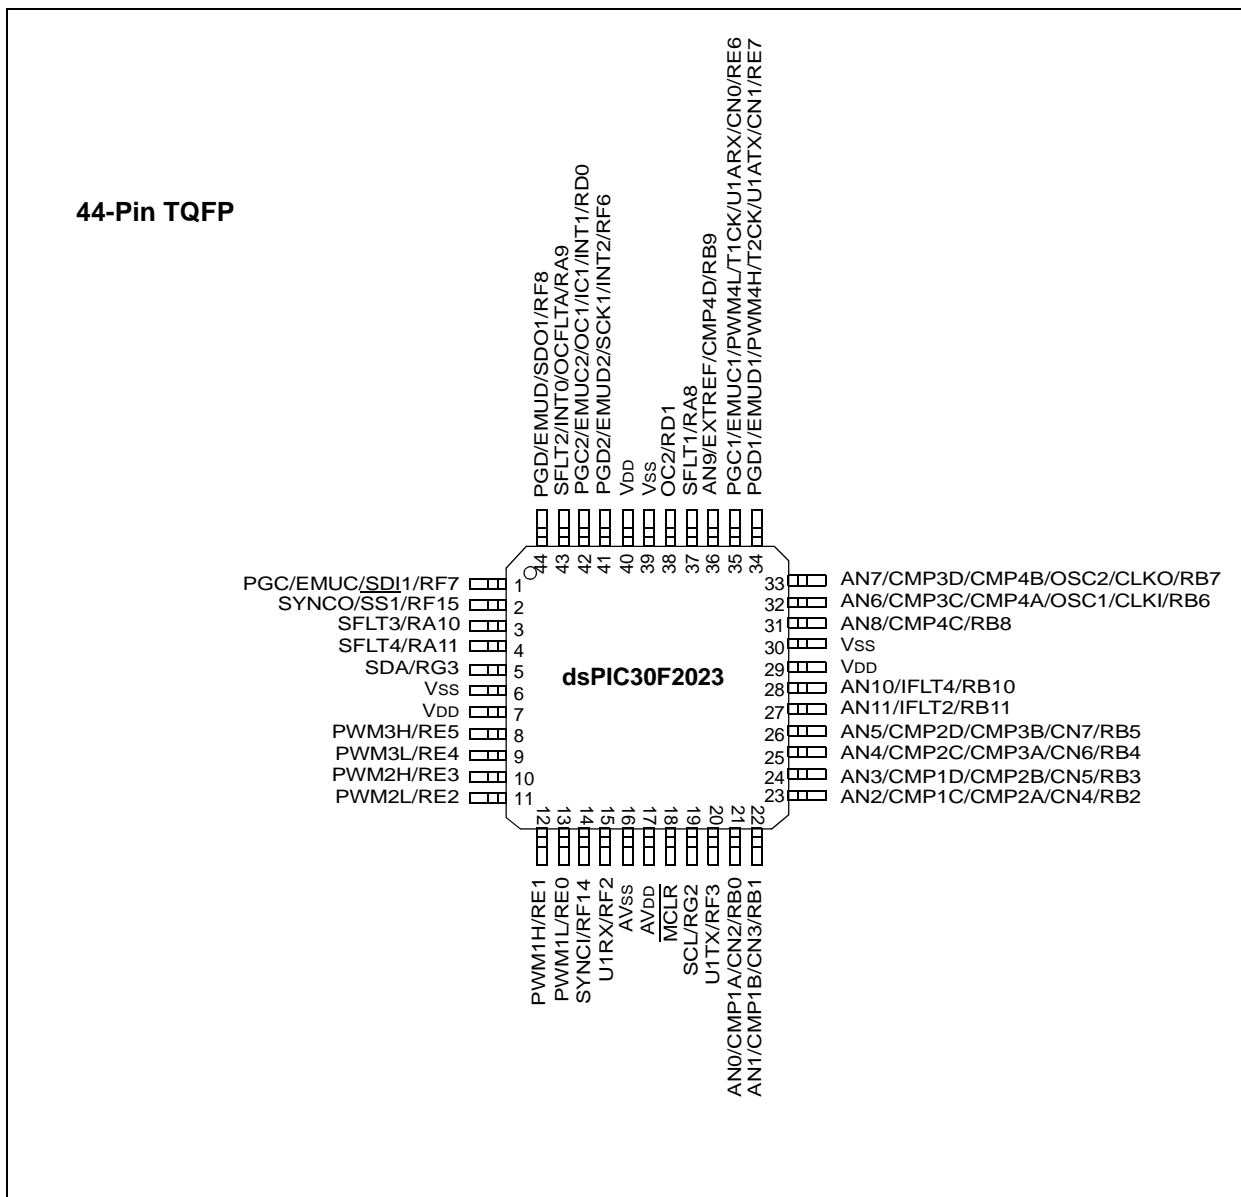 44-Pin TQFP
PGD/EMUD/SDO1/RF8
SFLT2/INT0/OCFLTA/RA9
PGC2/EMUC2/OC1/IC1/INT1/RD0
PGD2/EMUD2/SCK1/INT2/RF6
VDD
VSS
OC2/RD1
SFLT1/RA8
AN9/EXTREF/CMP4D/RB9
PGC1/EMUC1/PWM4L/T1CK/U1ARX/CN0/RE6
PGD1/EMUD1/PWM4H/T2CK/U1ATX/CN1/RE7
44
43
42
41
40
39
38
37
36
35
34
PGC/EMUC/SDI1/RF7 1
SYNCO/SS1/RF15 2
SFLT3/RA10 3
SFLT4/RA11 4
SDA/RG3 5
VSS 6
VDD 7
PWM3H/RE5 8
PWM3L/RE4 9
PWM2H/RE3 10
PWM2L/RE2 11
dsPIC30F2023
33 AN7/CMP3D/CMP4B/OSC2/CLKO/RB7
32 AN6/CMP3C/CMP4A/OSC1/CLKI/RB6
31 AN8/CMP4C/RB8
30 VSS
29 VDD
28 AN10/IFLT4/RB10
27 AN11/IFLT2/RB11
26 AN5/CMP2D/CMP3B/CN7/RB5
25 AN4/CMP2C/CMP3A/CN6/RB4
24 AN3/CMP1D/CMP2B/CN5/RB3
23 AN2/CMP1C/CMP2A/CN4/RB2
12
13
14
15
16
17
18
19
20
21
22
PWM1H/RE1
PWM1L/RE0
SYNCI/RF14
U1RX/RF2
AVSS
AVDD
MCLR
SCL/RG2
U1TX/RF3
AN0/CMP1A/CN2/RB0
AN1/CMP1B/CN3/RB1